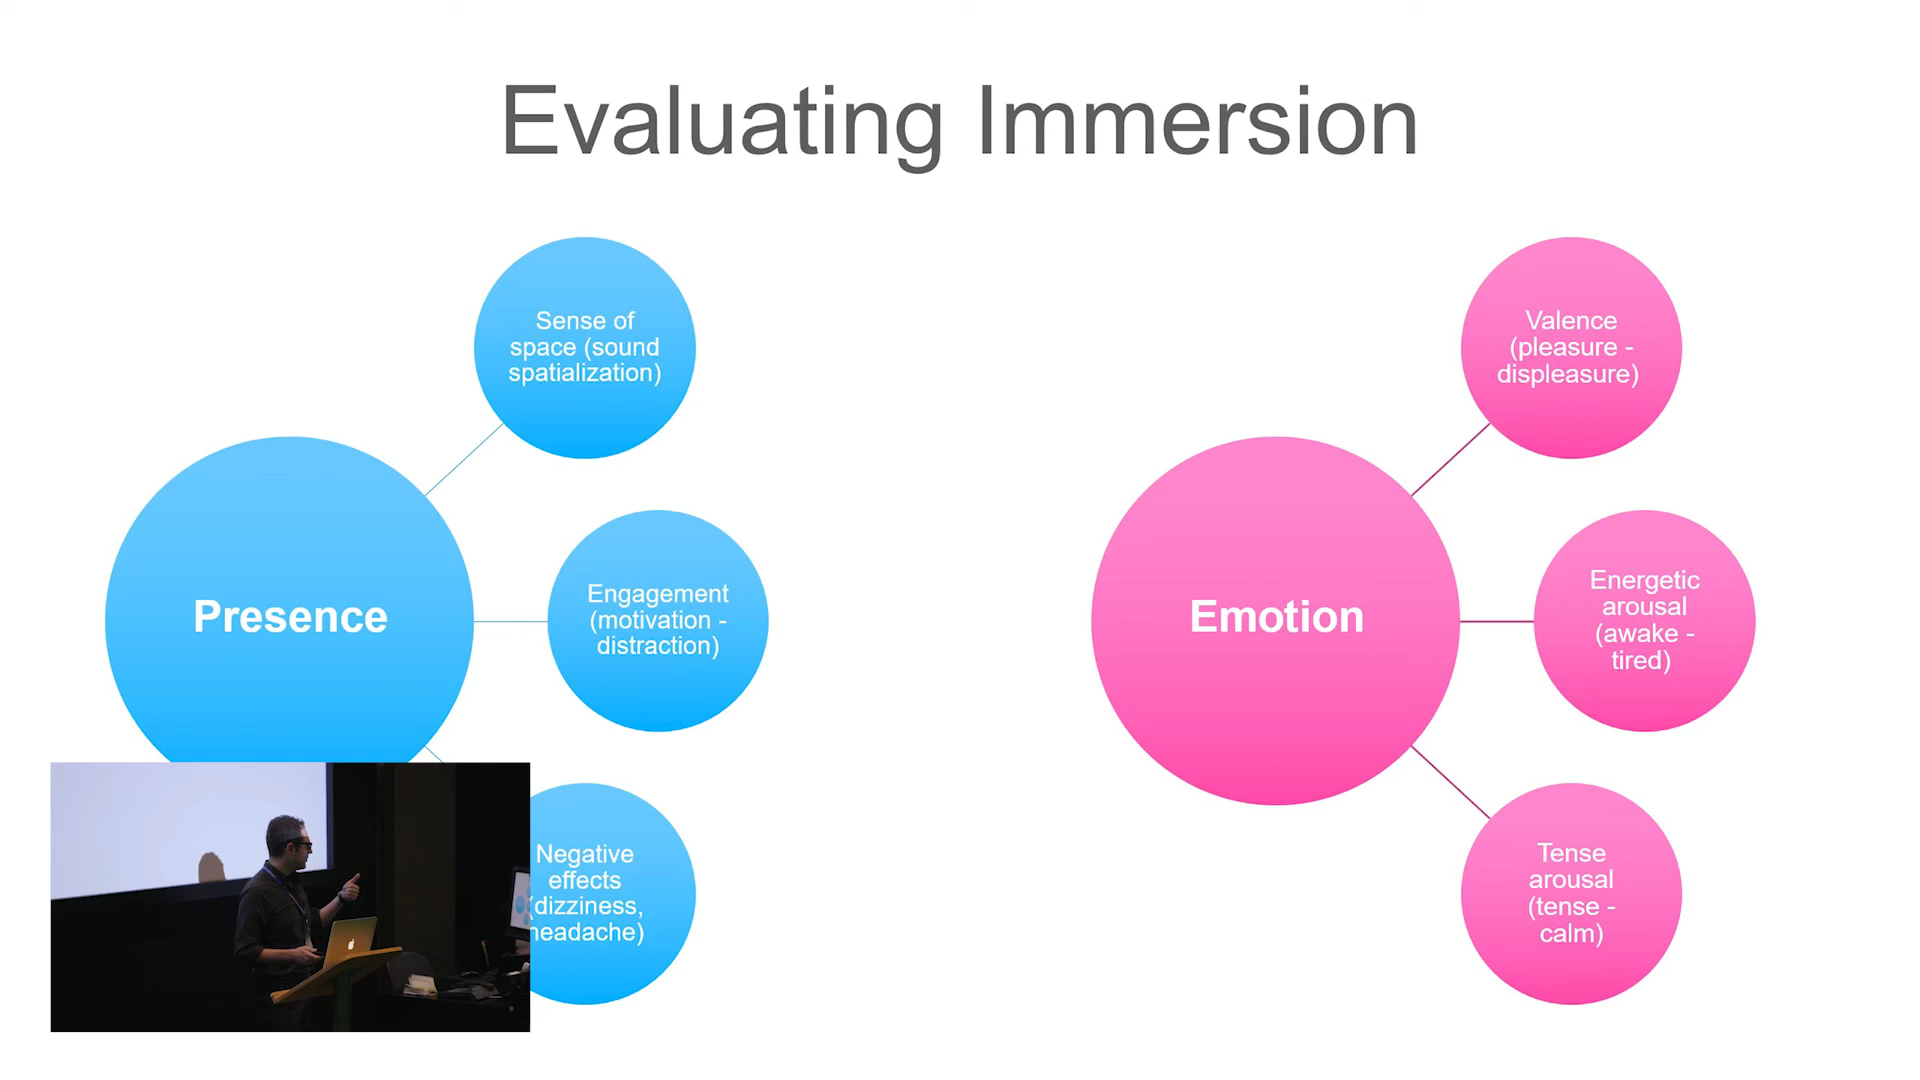 Evaluating Immersion
Presence
Sense of
space (sound
spatialization)
Engagement
(motivation -
distraction)
Negative
effects
(dizziness,
headache)
Emotion
Valence
(pleasure -
displeasure)
Energetic
arousal
(awake -
tired)
Tense
arousal
(tense -
calm)